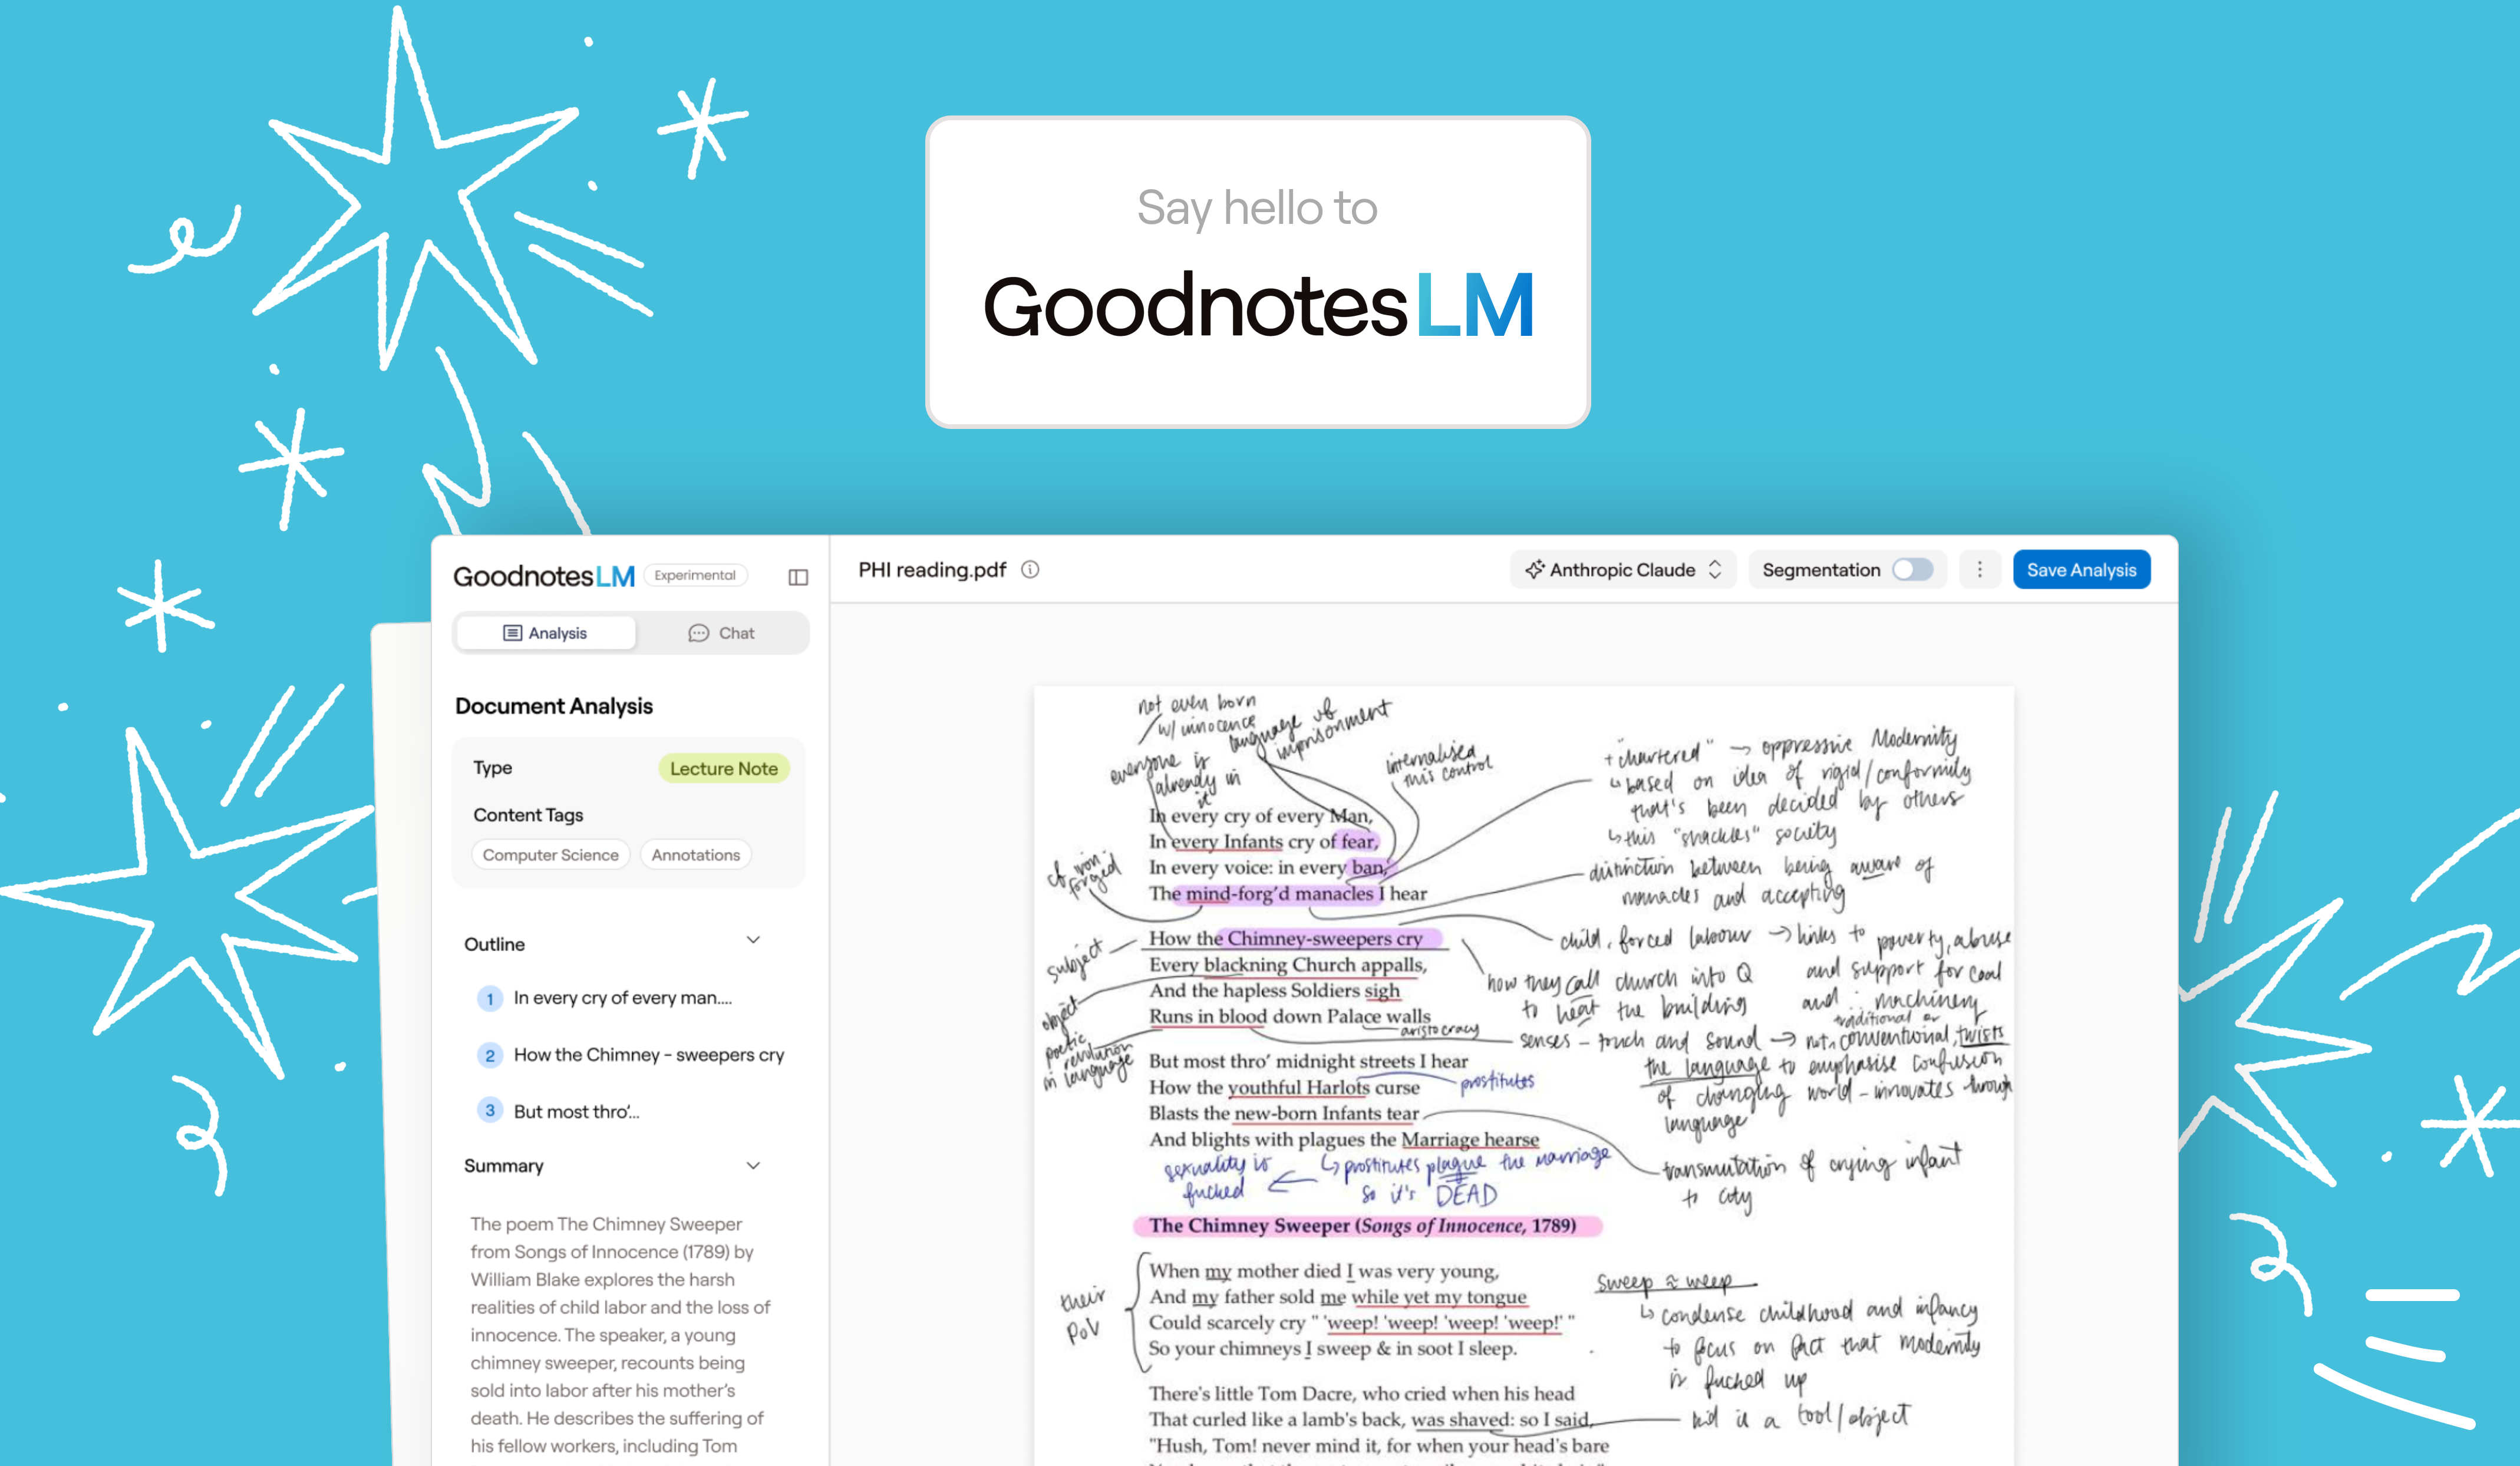 Say hello to
GoodnotesLM
GoodnotesLM
Experimental
PHI reading.pdf
Anthropic Claude
Segmentation
Save Analysis
Analysis
Chat
Document Analysis
Type
Lecture Note
Content Tags
Computer Science
Annotations
Outline
1 In every cry of every man....
2 How the Chimney - sweepers cry
3 But most thro'...
Summary
The poem The Chimney Sweeper
from Songs of Innocence (1789) by
William Blake explores the harsh
realities of child labor and the loss of
innocence. The speaker, a young
chimney sweeper, recounts being
sold into labor after his mother's
death. He describes the suffering of
his fellow workers, including Tom
not even born
w/ innocence
language of
imprisonment
everyone is
already in
it
internalised
this control
In every cry of every Man,
In every Infants cry of fear,
In every voice: in every ban,
The mind-forg'd manacles I hear
+ "chartered" → oppressive Modernity
↳ based on idea of rigid/conformity
that's been decided by others
↳ this "shackles" society
distinction between being aware of
manacles and accepting
forged
subject
object
poetic
revolution
in language
How the Chimney-sweepers cry
Every blackning Church appalls,
And the hapless Soldiers sigh
Runs in blood down Palace walls
aristocracy
child, forced labour → links to poverty, abuse
and support for coal
and machinery
how they call church into Q
to heat the building
traditional or
senses - touch and sound → not conventional, twists
the language to emphasise confusion
of changing world - innovates through
language
But most thro' midnight streets I hear
How the youthful Harlots curse
prostitutes
Blasts the new-born Infants tear
And blights with plagues the Marriage hearse
sexuality is
fucked
↳ prostitutes plague the marriage
so it's DEAD
transmutation of crying infant
to city
The Chimney Sweeper (Songs of Innocence, 1789)
their
POV
When my mother died I was very young,
And my father sold me while yet my tongue
Could scarcely cry " 'weep! 'weep! 'weep! 'weep!' "
So your chimneys I sweep & in soot I sleep.
sweep ≈ weep
↳ condense childhood and infancy
to focus on fact that modernity
is fucked up
There's little Tom Dacre, who cried when his head
That curled like a lamb's back, was shaved: so I said,
"Hush, Tom! never mind it, for when your head's bare
kid is a tool/object